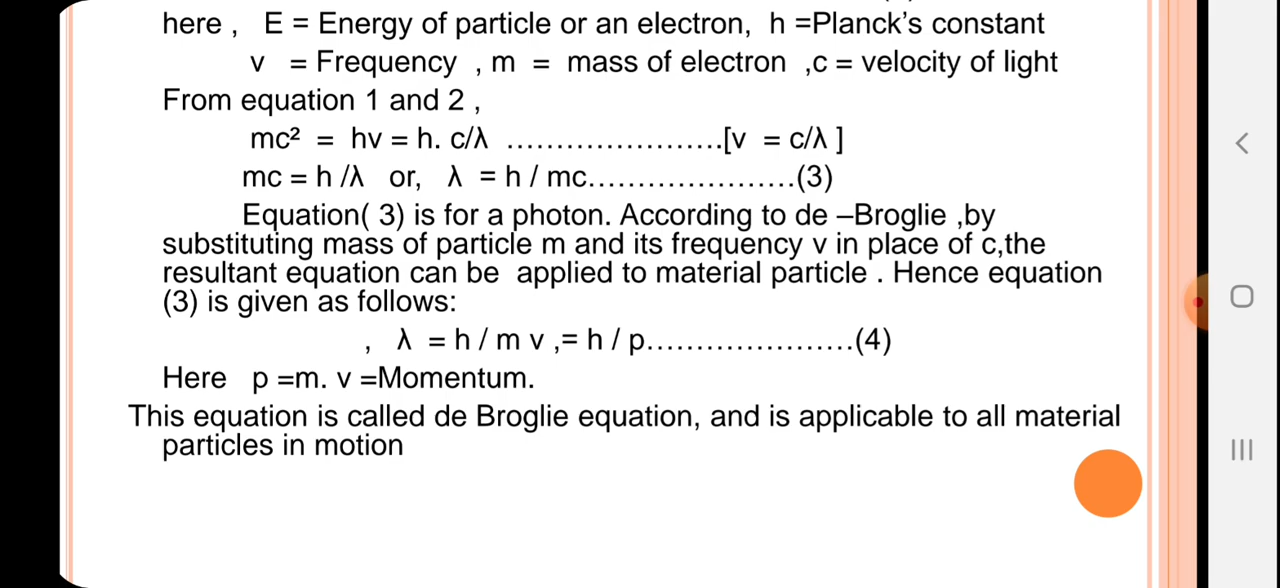 here , E = Energy of particle or an electron, h =Planck's constant
v = Frequency , m = mass of electron ,c = velocity of light
From equation 1 and 2 ,
mc² = hv = h. c/λ ......................[v = c/λ ]
mc = h /λ or, λ = h / mc.....................(3)
Equation( 3) is for a photon. According to de –Broglie ,by
substituting mass of particle m and its frequency v in place of c,the
resultant equation can be applied to material particle . Hence equation
(3) is given as follows:
, λ = h / m v ,= h / p.....................(4)
Here p =m. v =Momentum.
This equation is called de Broglie equation, and is applicable to all material
particles in motion